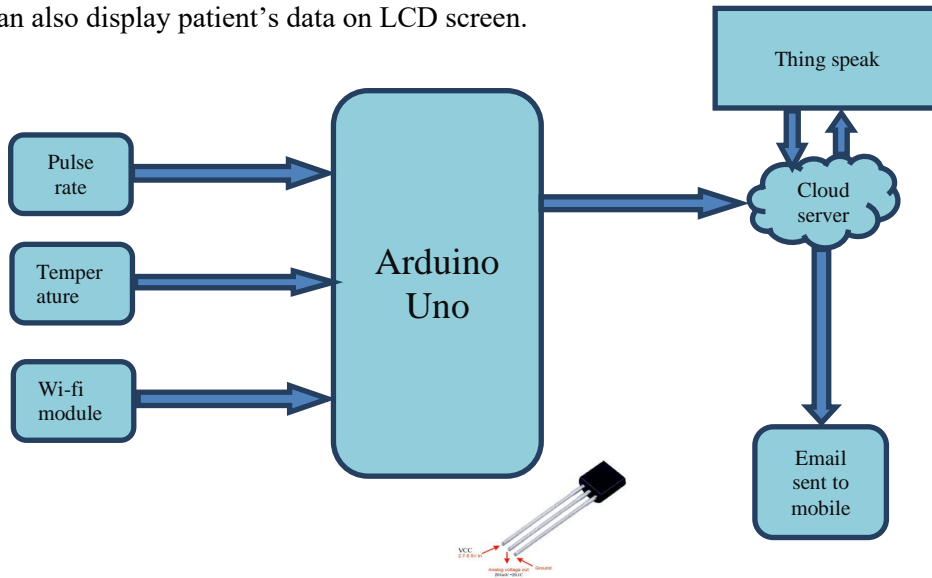 an also display patient’s data on LCD screen.
Thing speak
Pulse
rate
Cloud
server
Temper
ature
Arduino
Uno
Wi-fi
module
Email
sent to
mobile
VCC
Analog voltage out
Ground